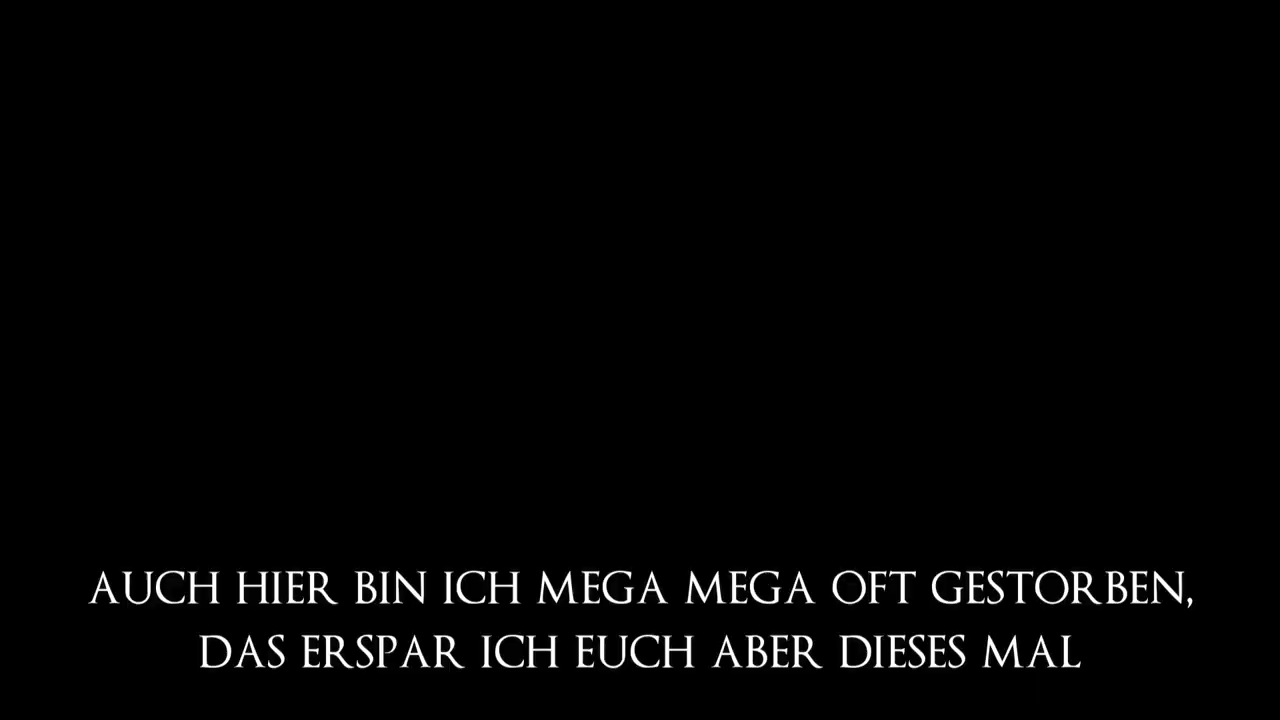 AUCH HIER BIN ICH MEGA MEGA OFT GESTORBEN,
DAS ERSPAR ICH EUCH ABER DIESES MAL